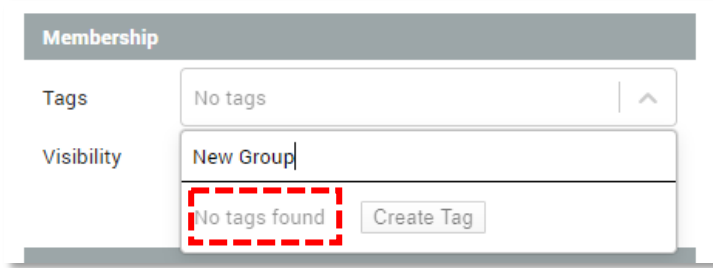 Membership
Tags
No tags
Visibility
New Group
No tags found
Create Tag